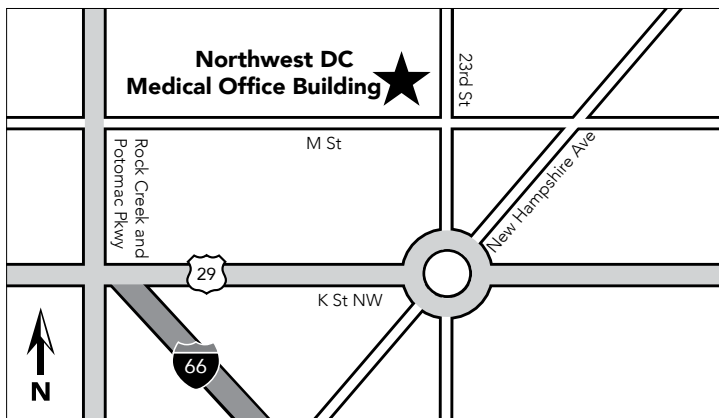 Northwest DC
Medical Office Building
23rd St
M St
Rock Creek and
Potomac Pkwy
New Hampshire Ave
29
K St NW
66
N